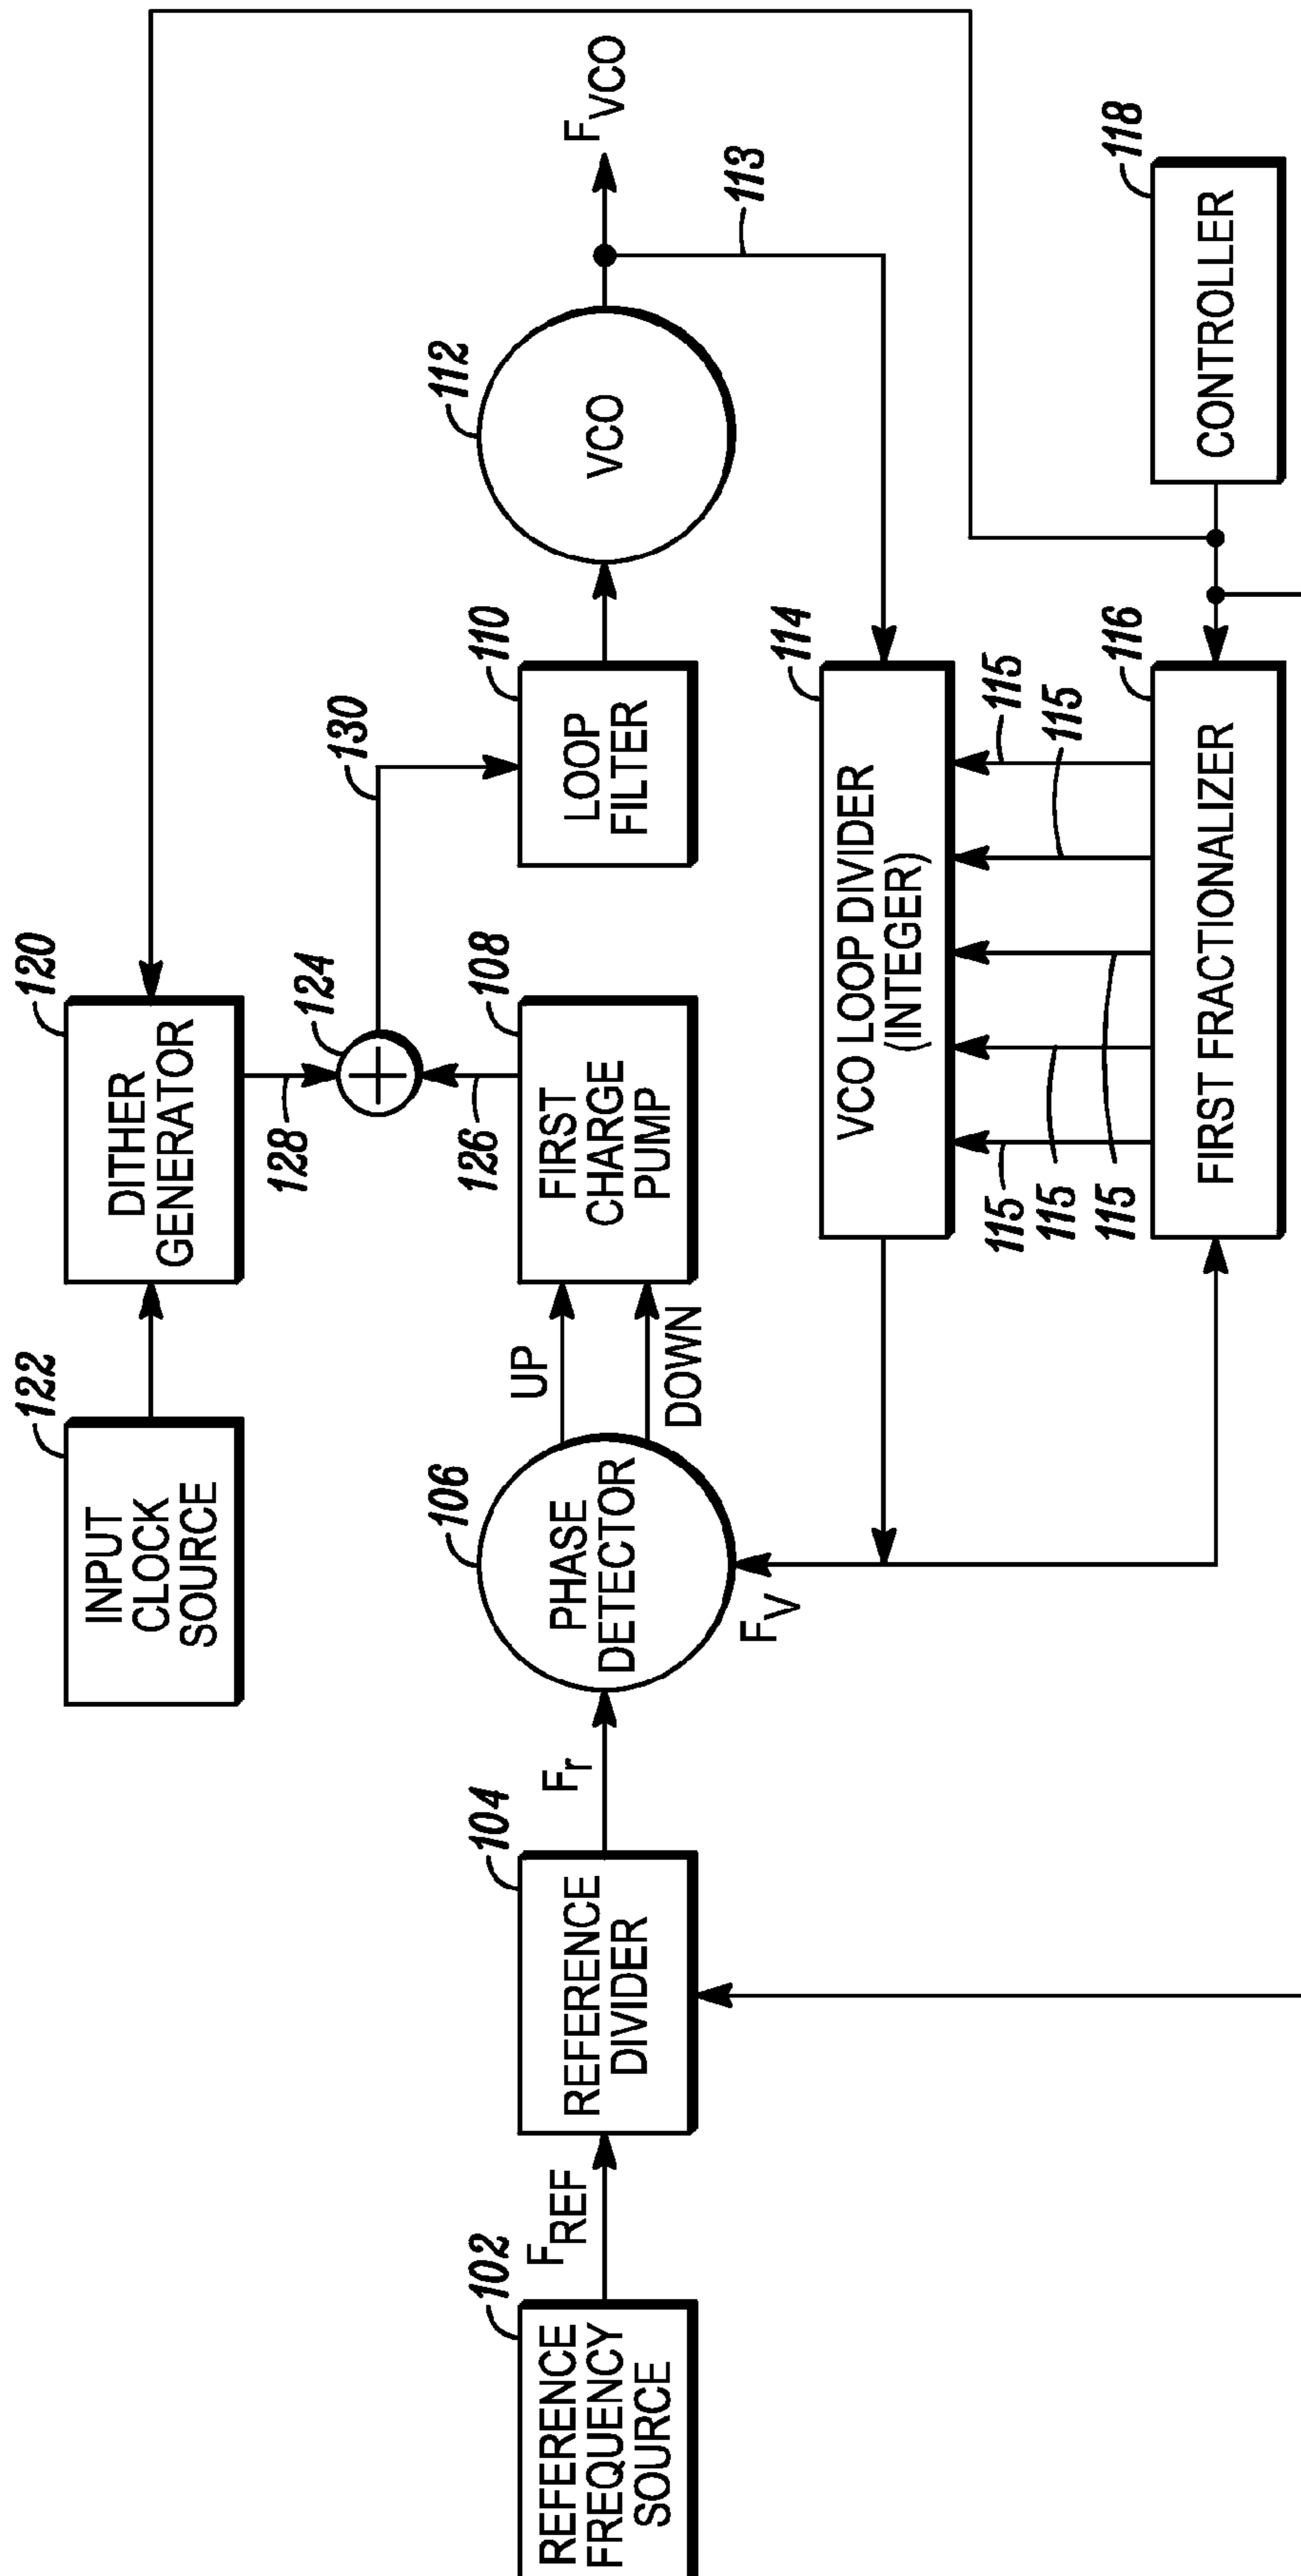 122
INPUT
CLOCK
SOURCE
120
DITHER
GENERATOR
128
124
126
130
102
REFERENCE
FREQUENCY
SOURCE
F_REF
104
REFERENCE
DIVIDER
F_r
106
PHASE
DETECTOR
F_V
UP
DOWN
108
FIRST
CHARGE
PUMP
110
LOOP
FILTER
112
VCO
F_VCO
113
114
VCO LOOP DIVIDER
(INTEGER)
115
115
115
115
115
116
FIRST FRACTIONALIZER
118
CONTROLLER